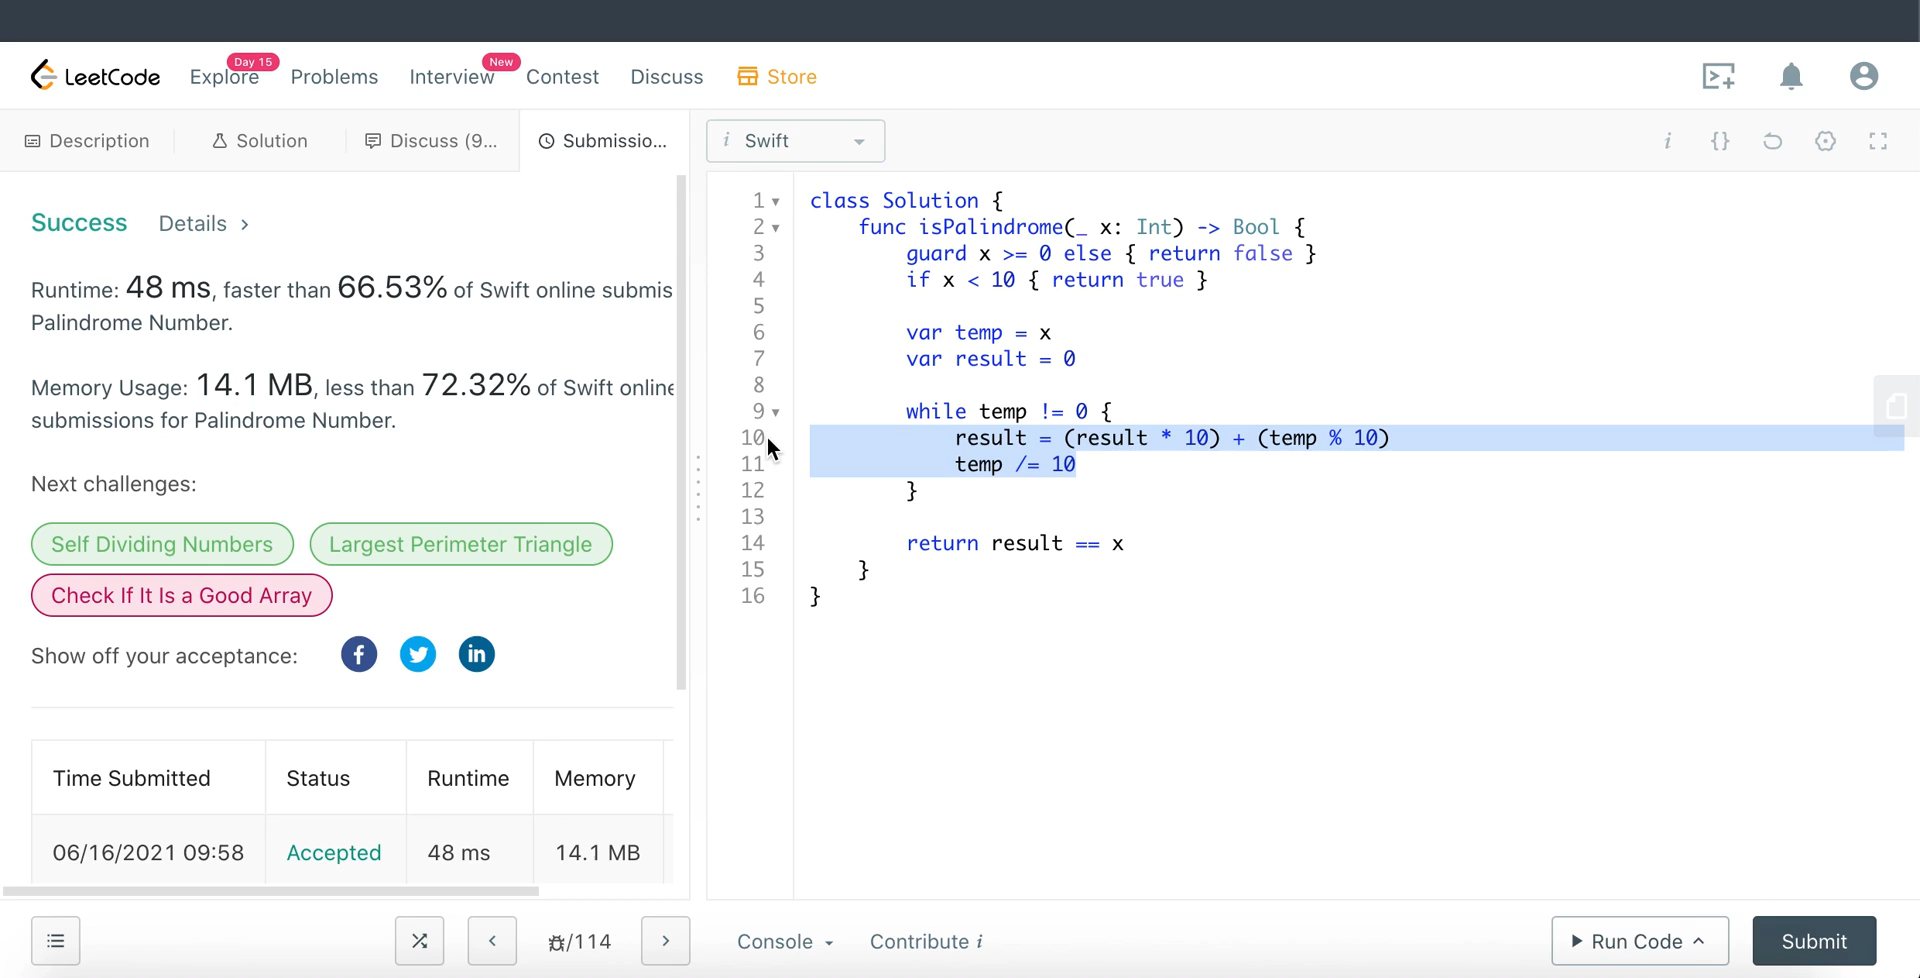 LeetCode
Explore
Day 15
Problems
Interview
New
Contest
Discuss
Store
Description
Solution
Discuss (9...
Submissio...
Success
Details >
Runtime: 48 ms, faster than 66.53% of Swift online submis
Palindrome Number.
Memory Usage: 14.1 MB, less than 72.32% of Swift online
submissions for Palindrome Number.
Next challenges:
Self Dividing Numbers
Largest Perimeter Triangle
Check If It Is a Good Array
Show off your acceptance:
Time Submitted Status Runtime Memory
06/16/2021 09:58 Accepted 48 ms 14.1 MB
/114
i Swift
i {}
1 class Solution {
2 func isPalindrome(_ x: Int) -> Bool {
3 guard x >= 0 else { return false }
4 if x < 10 { return true }
5
6 var temp = x
7 var result = 0
8
9 while temp != 0 {
10 result = (result * 10) + (temp % 10)
11 temp /= 10
12 }
13
14 return result == x
15 }
16 }
Console
Contribute i
Run Code
Submit